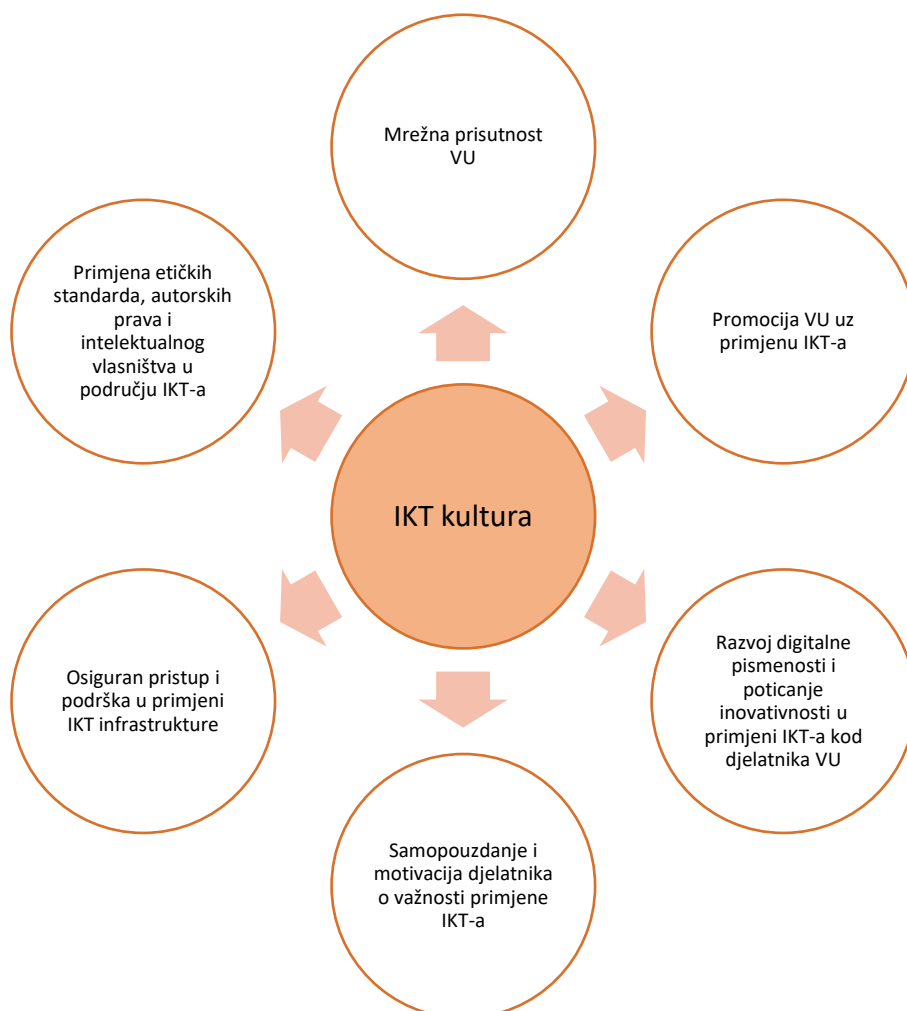 Mrežna prisutnost
VU
Primjena etičkih
standarda, autorskih
prava i
intelektualnog
vlasništva u
području IKT-a
Promocija VU uz
primjenu IKT-a
IKT kultura
Osiguran pristup i
podrška u primjeni
IKT infrastrukture
Razvoj digitalne
pismenosti i
poticanje
inovativnosti u
primjeni IKT-a kod
djelatnika VU
Samopouzdanje i
motivacija djelatnika
o važnosti primjene
IKT-a